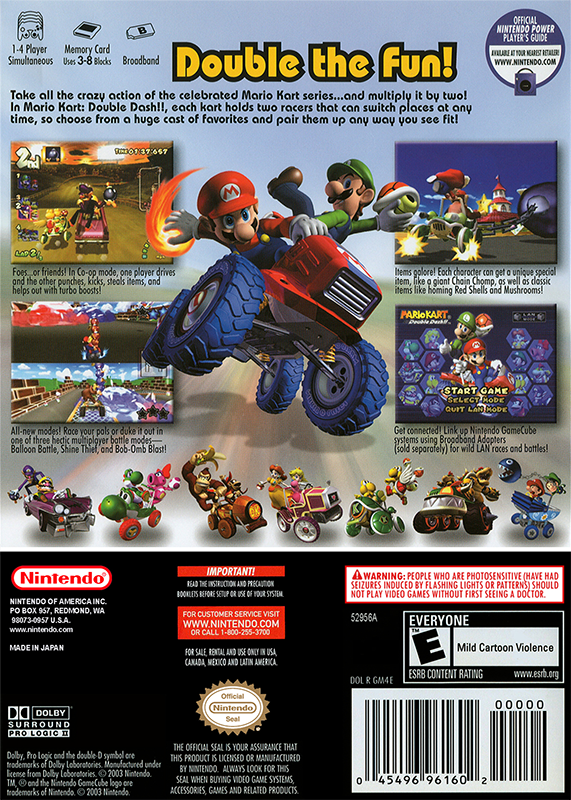 1-4 Player
Simultaneous
Memory Card
Uses 3-8 Blocks
Broadband
Double the Fun!
OFFICIAL
NINTENDO POWER
PLAYER'S GUIDE
AVAILABLE AT YOUR NEAREST RETAILER!
WWW.NINTENDO.COM
Take all the crazy action of the celebrated Mario Kart series...and multiply it by two!
In Mario Kart: Double Dash!!, each kart holds two racers that can switch places at any
time, so choose from a huge cast of favorites and pair them up any way you see fit!
2nd
TIME 01:37:657
LAP 2/
Foes...or friends! In Co-op mode, one player drives
and the other punches, kicks, steals items, and
helps out with turbo boosts!
Items galore! Each character can get a unique special
item, like a giant Chain Chomp, as well as classic
items like homing Red Shells and Mushrooms!
MARIOKART
Double Dash!!
LAN
START GAME
SELECT MODE
QUIT LAN MODE
All-new modes! Race your pals or duke it out in
one of three hectic multiplayer battle modes—
Balloon Battle, Shine Thief, and Bob-Omb Blast!
Get connected! Link up Nintendo GameCube
systems using Broadband Adapters
(sold separately) for wild LAN races and battles!
Nintendo®
NINTENDO OF AMERICA INC.
PO BOX 957, REDMOND, WA
98073-0957 U.S.A.
www.nintendo.com
MADE IN JAPAN
IMPORTANT!
READ THE INSTRUCTION AND PRECAUTION
BOOKLETS BEFORE SETUP OR USE OF YOUR SYSTEM.
FOR CUSTOMER SERVICE VISIT
WWW.NINTENDO.COM
OR CALL 1-800-255-3700
FOR SALE, RENTAL AND USE ONLY IN USA,
CANADA, MEXICO AND LATIN AMERICA.
WARNING: PEOPLE WHO ARE PHOTOSENSITIVE (HAVE HAD
SEIZURES INDUCED BY FLASHING LIGHTS OR PATTERNS) SHOULD
NOT PLAY VIDEO GAMES WITHOUT FIRST SEEING A DOCTOR.
52956A
EVERYONE
E
Mild Cartoon Violence
ESRB CONTENT RATING
www.esrb.org
DOL R GM4E
DOLBY
SURROUND
PRO LOGIC II
Dolby, Pro Logic and the double-D symbol are
trademarks of Dolby Laboratories. Manufactured under
license from Dolby Laboratories. © 2003 Nintendo.
TM, ® and the Nintendo GameCube logo are
trademarks of Nintendo. © 2003 Nintendo.
Official
Nintendo
Seal
THE OFFICIAL SEAL IS YOUR ASSURANCE THAT
THIS PRODUCT IS LICENSED OR MANUFACTURED
BY NINTENDO. ALWAYS LOOK FOR THIS
SEAL WHEN BUYING VIDEO GAME SYSTEMS,
ACCESSORIES, GAMES AND RELATED PRODUCTS.
00000
0 45496 96160 2